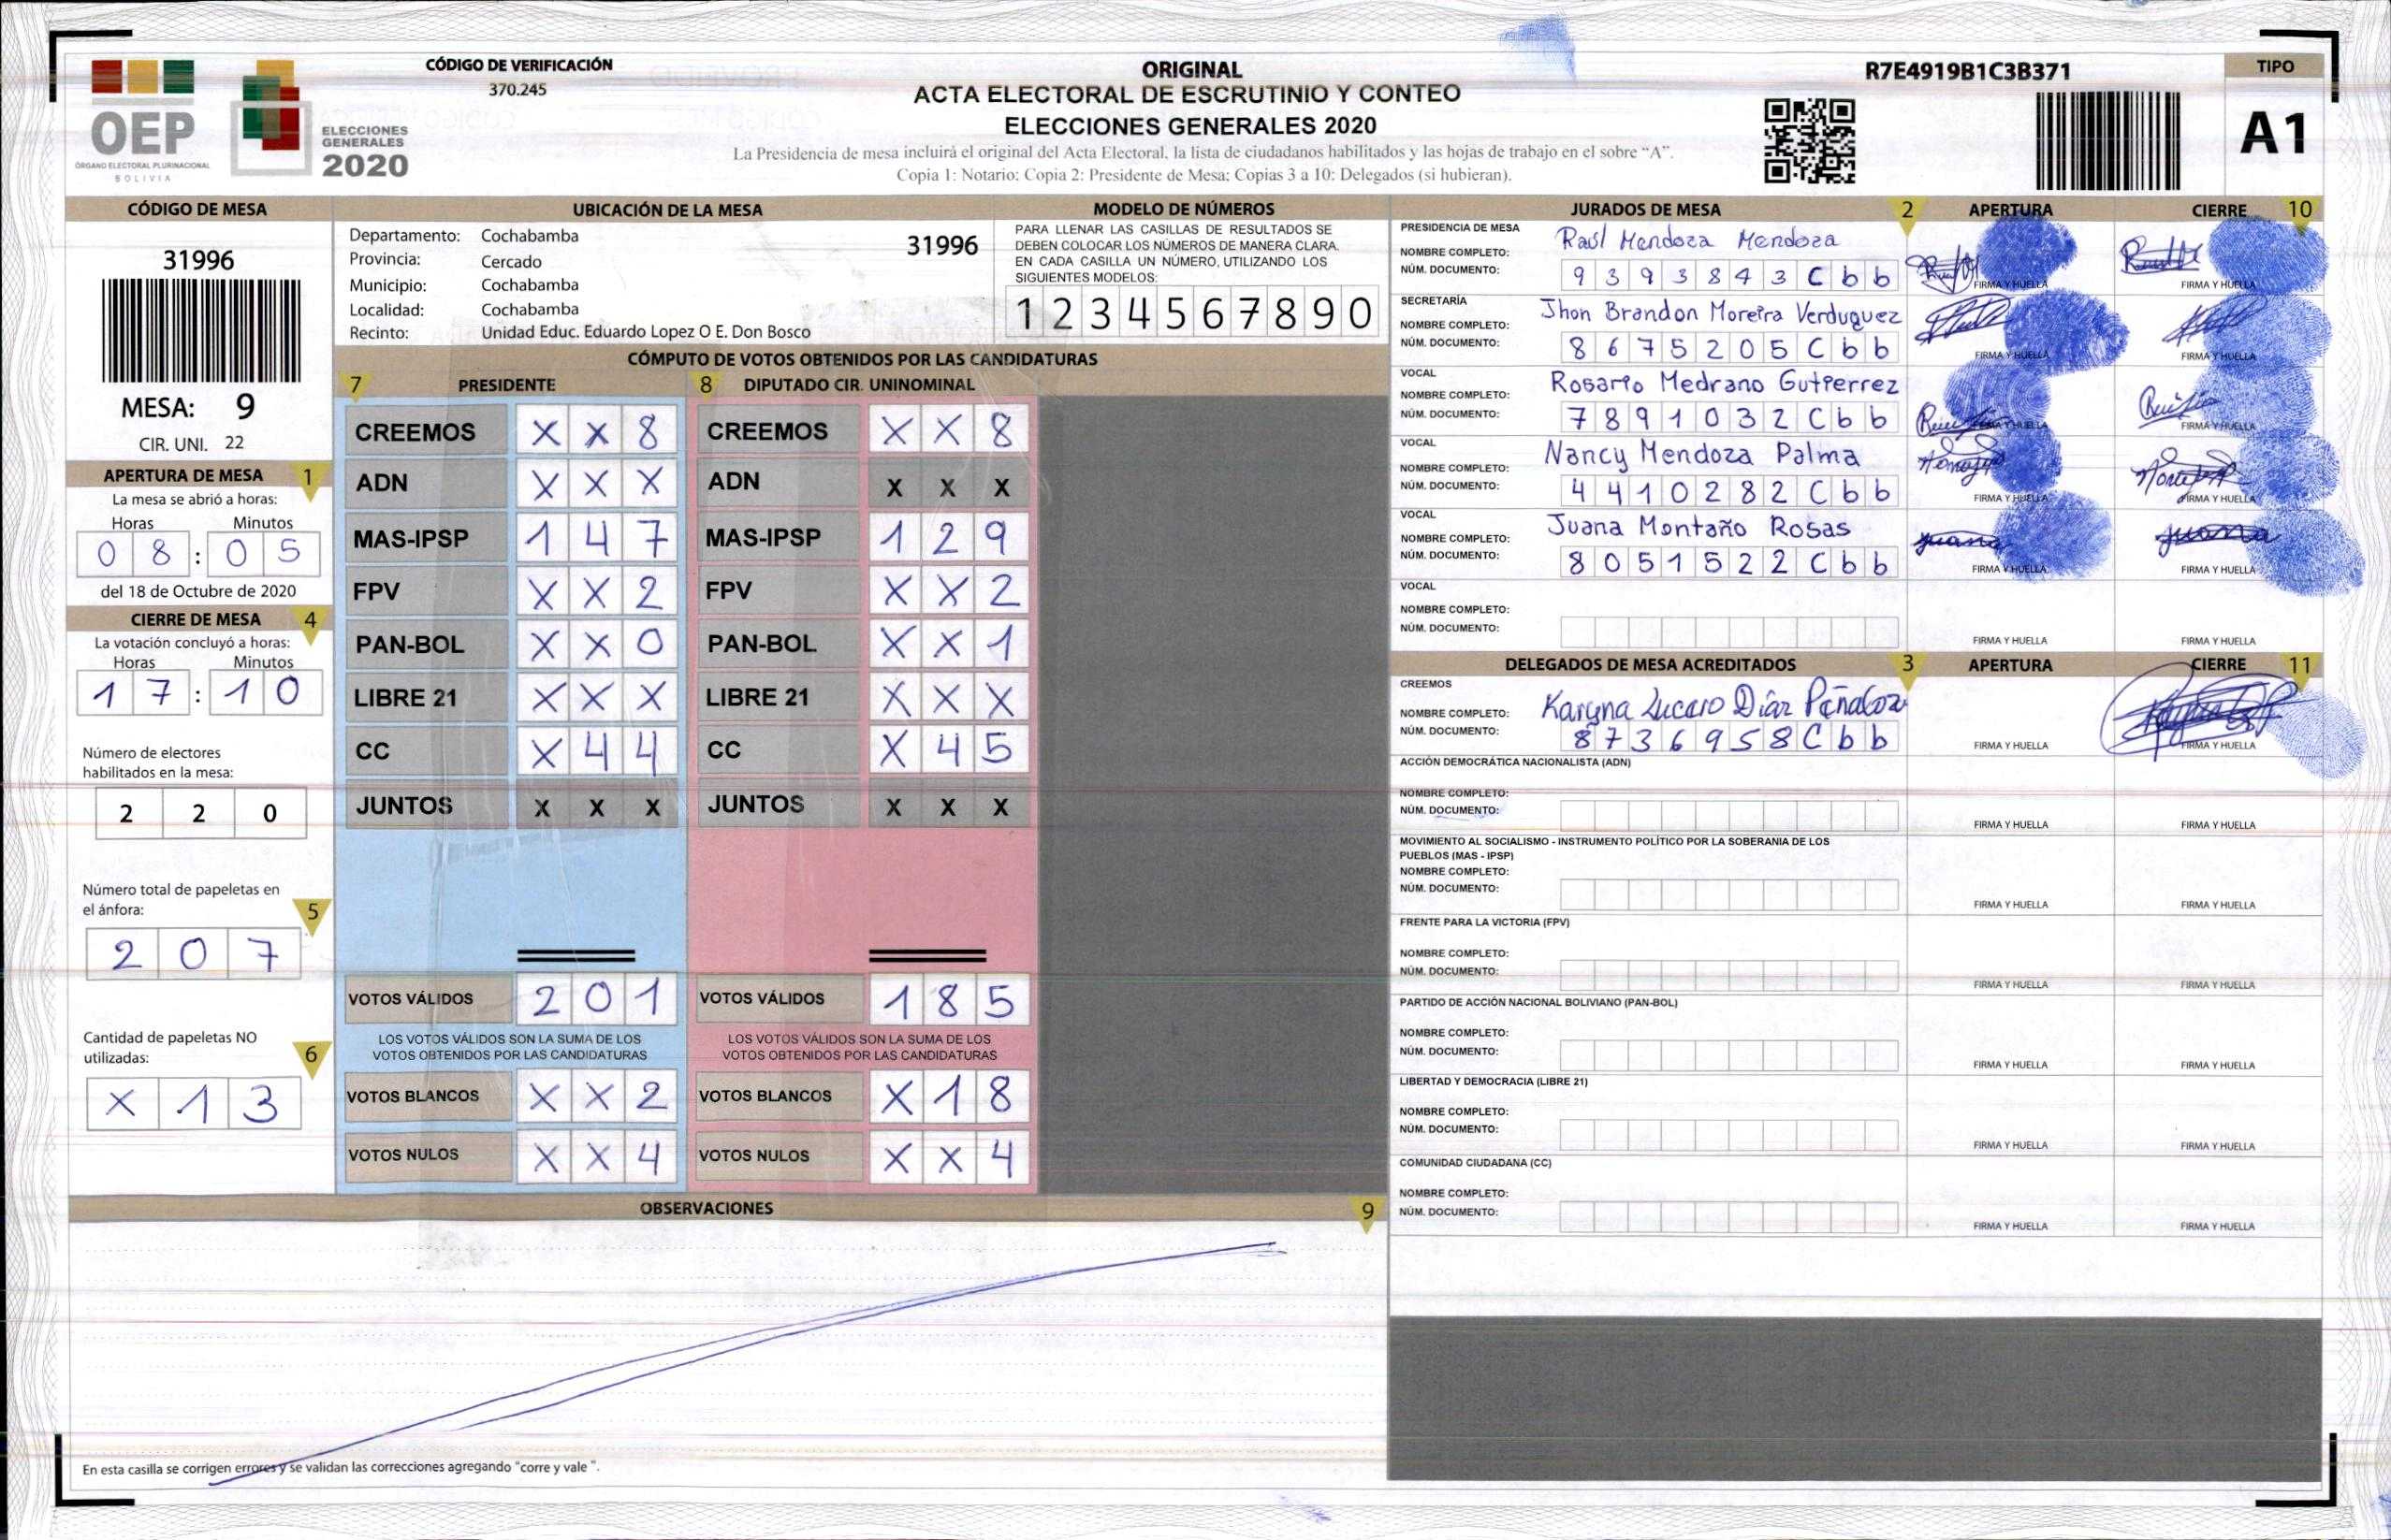 CÓDIGO DE VERIFICACIÓN
370.245
OEP
ÓRGANO ELECTORAL PLURINACIONAL
BOLIVIA
ELECCIONES
GENERALES
2020
ORIGINAL
ACTA ELECTORAL DE ESCRUTINIO Y CONTEO
ELECCIONES GENERALES 2020
La Presidencia de mesa incluirá el original del Acta Electoral, la lista de ciudadanos habilitados y las hojas de trabajo en el sobre “A”.
Copia 1: Notario; Copia 2: Presidente de Mesa; Copias 3 a 10: Delegados (si hubieran).
R7E4919B1C3B371
TIPO
A1
CÓDIGO DE MESA
31996
MESA: 9
CIR. UNI. 22
APERTURA DE MESA 1
La mesa se abrió a horas:
Horas Minutos
0 8 : 0 5
del 18 de Octubre de 2020
CIERRE DE MESA 4
La votación concluyó a horas:
Horas Minutos
1 7 : 1 0
Número de electores
habilitados en la mesa:
2 2 0
Número total de papeletas en
el ánfora: 5
2 0 7
Cantidad de papeletas NO
utilizadas: 6
X 1 3
UBICACIÓN DE LA MESA
Departamento: Cochabamba 31996
Provincia: Cercado
Municipio: Cochabamba
Localidad: Cochabamba
Recinto: Unidad Educ. Eduardo Lopez O E. Don Bosco
MODELO DE NÚMEROS
PARA LLENAR LAS CASILLAS DE RESULTADOS SE
DEBEN COLOCAR LOS NÚMEROS DE MANERA CLARA.
EN CADA CASILLA UN NÚMERO, UTILIZANDO LOS
SIGUIENTES MODELOS:
1 2 3 4 5 6 7 8 9 0
CÓMPUTO DE VOTOS OBTENIDOS POR LAS CANDIDATURAS
7 PRESIDENTE 8 DIPUTADO CIR. UNINOMINAL
CREEMOS X X 8 CREEMOS X X 8
ADN X X X ADN X X X
MAS-IPSP 1 4 7 MAS-IPSP 1 2 9
FPV X X 2 FPV X X 2
PAN-BOL X X 0 PAN-BOL X X 1
LIBRE 21 X X X LIBRE 21 X X X
CC X 4 4 CC X 4 5
JUNTOS X X X JUNTOS X X X
VOTOS VÁLIDOS 2 0 1 VOTOS VÁLIDOS 1 8 5
LOS VOTOS VÁLIDOS SON LA SUMA DE LOS LOS VOTOS VÁLIDOS SON LA SUMA DE LOS
VOTOS OBTENIDOS POR LAS CANDIDATURAS VOTOS OBTENIDOS POR LAS CANDIDATURAS
VOTOS BLANCOS X X 2 VOTOS BLANCOS X 1 8
VOTOS NULOS X X 4 VOTOS NULOS X X 4
OBSERVACIONES 9
En esta casilla se corrigen errores y se validan las correcciones agregando “corre y vale ”.
JURADOS DE MESA 2 APERTURA CIERRE 10
PRESIDENCIA DE MESA
NOMBRE COMPLETO: Raúl Mendoza Mendoza
NÚM. DOCUMENTO: 9 3 9 3 8 4 3 C b b FIRMA Y HUELLA FIRMA Y HUELLA
SECRETARÍA
NOMBRE COMPLETO: Jhon Brandon Moreira Verduguez
NÚM. DOCUMENTO: 8 6 7 5 2 0 5 C b b FIRMA Y HUELLA FIRMA Y HUELLA
VOCAL
NOMBRE COMPLETO: Rosario Medrano Gutierrez
NÚM. DOCUMENTO: 7 8 9 1 0 3 2 C b b FIRMA Y HUELLA FIRMA Y HUELLA
VOCAL
NOMBRE COMPLETO: Nancy Mendoza Palma
NÚM. DOCUMENTO: 4 4 1 0 2 8 2 C b b FIRMA Y HUELLA FIRMA Y HUELLA
VOCAL
NOMBRE COMPLETO: Juana Montaño Rosas juana juana
NÚM. DOCUMENTO: 8 0 5 1 5 2 2 C b b FIRMA Y HUELLA FIRMA Y HUELLA
VOCAL
NOMBRE COMPLETO:
NÚM. DOCUMENTO: FIRMA Y HUELLA FIRMA Y HUELLA
DELEGADOS DE MESA ACREDITADOS 3 APERTURA CIERRE 11
CREEMOS
NOMBRE COMPLETO: Karyna Lucero Díaz Peñaloz
NÚM. DOCUMENTO: 8 7 3 6 9 5 8 C b b FIRMA Y HUELLA FIRMA Y HUELLA
ACCIÓN DEMOCRÁTICA NACIONALISTA (ADN)
NOMBRE COMPLETO:
NÚM. DOCUMENTO: FIRMA Y HUELLA FIRMA Y HUELLA
MOVIMIENTO AL SOCIALISMO - INSTRUMENTO POLÍTICO POR LA SOBERANIA DE LOS
PUEBLOS (MAS - IPSP)
NOMBRE COMPLETO:
NÚM. DOCUMENTO: FIRMA Y HUELLA FIRMA Y HUELLA
FRENTE PARA LA VICTORIA (FPV)
NOMBRE COMPLETO:
NÚM. DOCUMENTO: FIRMA Y HUELLA FIRMA Y HUELLA
PARTIDO DE ACCIÓN NACIONAL BOLIVIANO (PAN-BOL)
NOMBRE COMPLETO:
NÚM. DOCUMENTO: FIRMA Y HUELLA FIRMA Y HUELLA
LIBERTAD Y DEMOCRACIA (LIBRE 21)
NOMBRE COMPLETO:
NÚM. DOCUMENTO: FIRMA Y HUELLA FIRMA Y HUELLA
COMUNIDAD CIUDADANA (CC)
NOMBRE COMPLETO:
NÚM. DOCUMENTO: FIRMA Y HUELLA FIRMA Y HUELLA